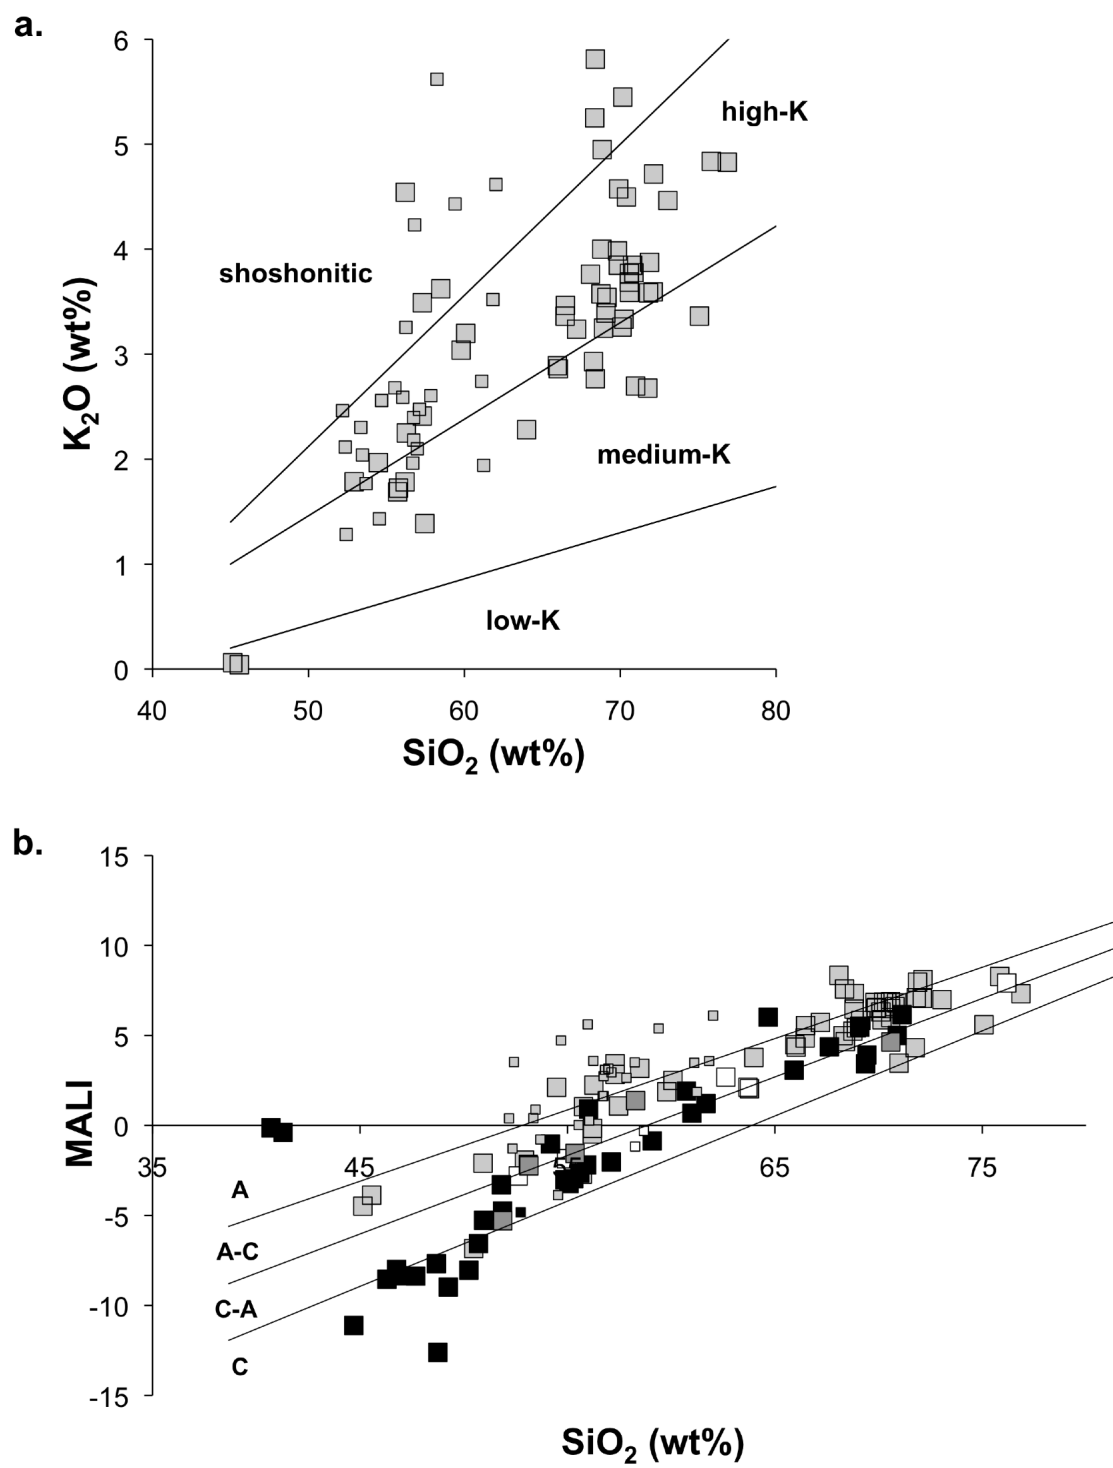 a.
6
5
4
3
2
1
0
K₂O (wt%)
high-K
shoshonitic
medium-K
low-K
40 50 60 70 80
SiO₂ (wt%)
b.
15
10
5
0
-5
-10
-15
MALI
35 45 65 75
A
A-C
C-A
C
SiO₂ (wt%)